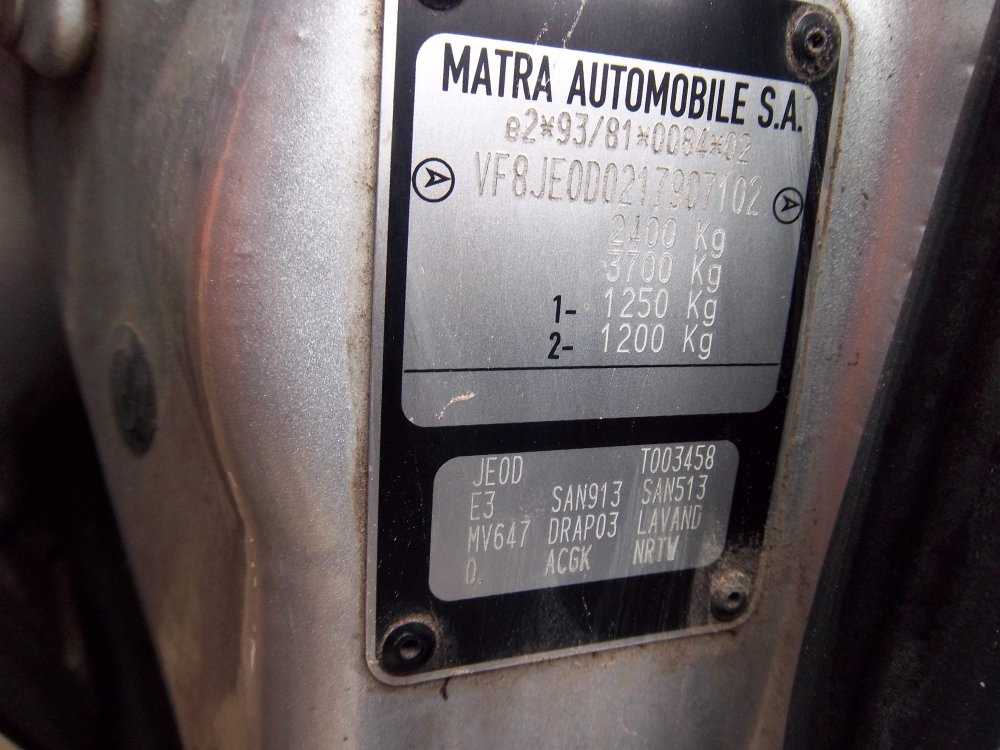 MATRA AUTOMOBILE S.A.
e2*93/81*0084*02
VF8JE0D0217907102
2400 Kg
3700 Kg
1- 1250 Kg
2- 1200 Kg
JE0D T003458
E3 SAN913 SAN513
MV647 DRAP03 LAVAND
0. ACGK NRTW